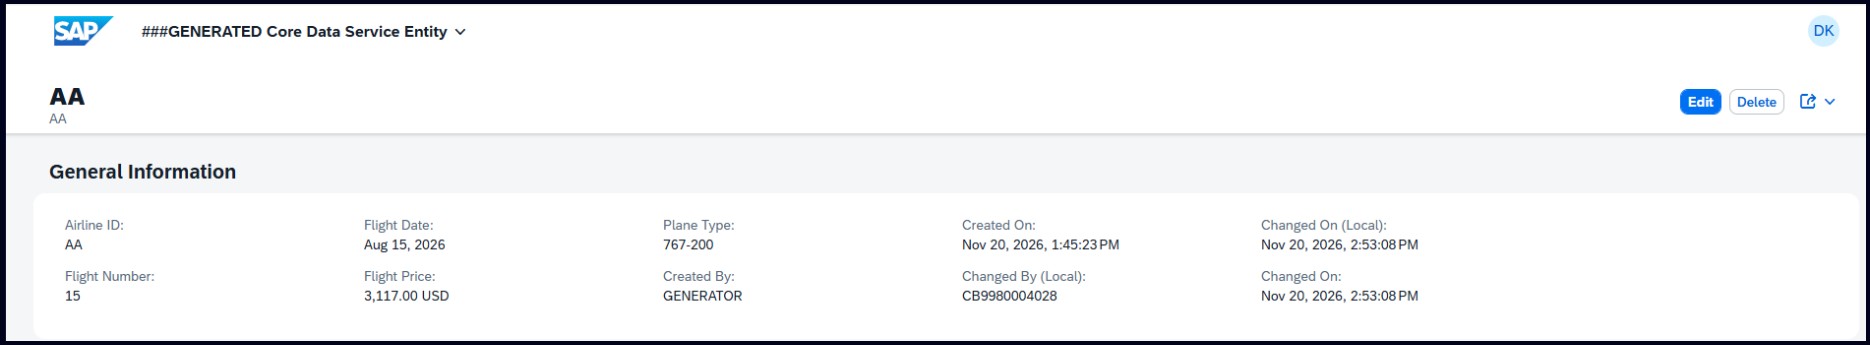 SAP ###GENERATED Core Data Service Entity DK
AA
AA
Edit Delete
General Information
Airline ID: Flight Date: Plane Type: Created On: Changed On (Local):
AA Aug 15, 2026 767-200 Nov 20, 2026, 1:45:23 PM Nov 20, 2026, 2:53:08 PM
Flight Number: Flight Price: Created By: Changed By (Local): Changed On:
15 3,117.00 USD GENERATOR CB9980004028 Nov 20, 2026, 2:53:08 PM